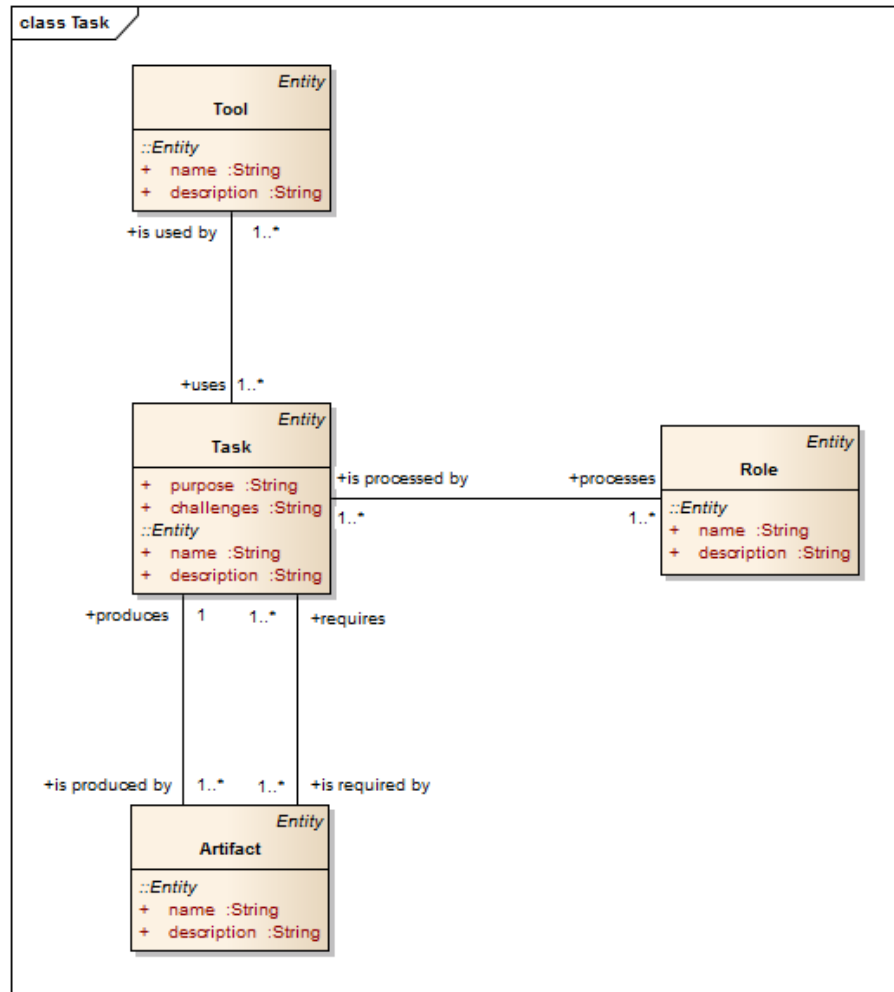 class Task
Entity
Tool
::Entity
+ name :String
+ description :String
+is used by 1..*
+uses 1..*
Entity
Task
+ purpose :String
+ challenges :String
::Entity
+ name :String
+ description :String
+is processed by +processes
1..* 1..*
Entity
Role
::Entity
+ name :String
+ description :String
+produces 1 1..* +requires
+is produced by 1..* 1..* +is required by
Entity
Artifact
::Entity
+ name :String
+ description :String